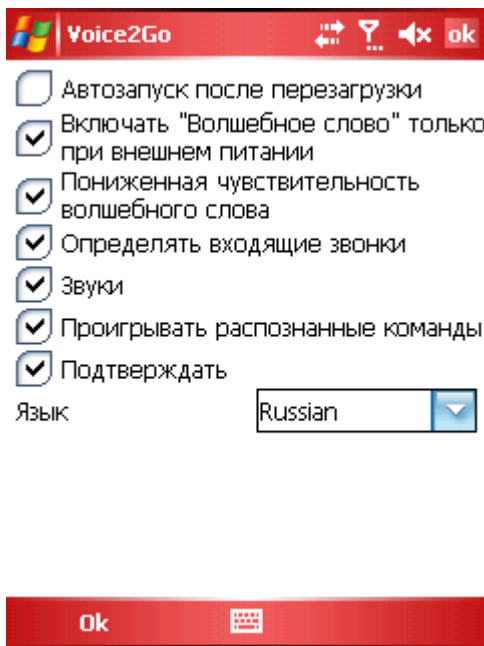 Voice2Go ok
Автозапуск после перезагрузки
Включать "Волшебное слово" только
при внешнем питании
Пониженная чувствительность
волшебного слова
Определять входящие звонки
Звуки
Проигрывать распознанные команды
Подтверждать
Язык Russian
Ok